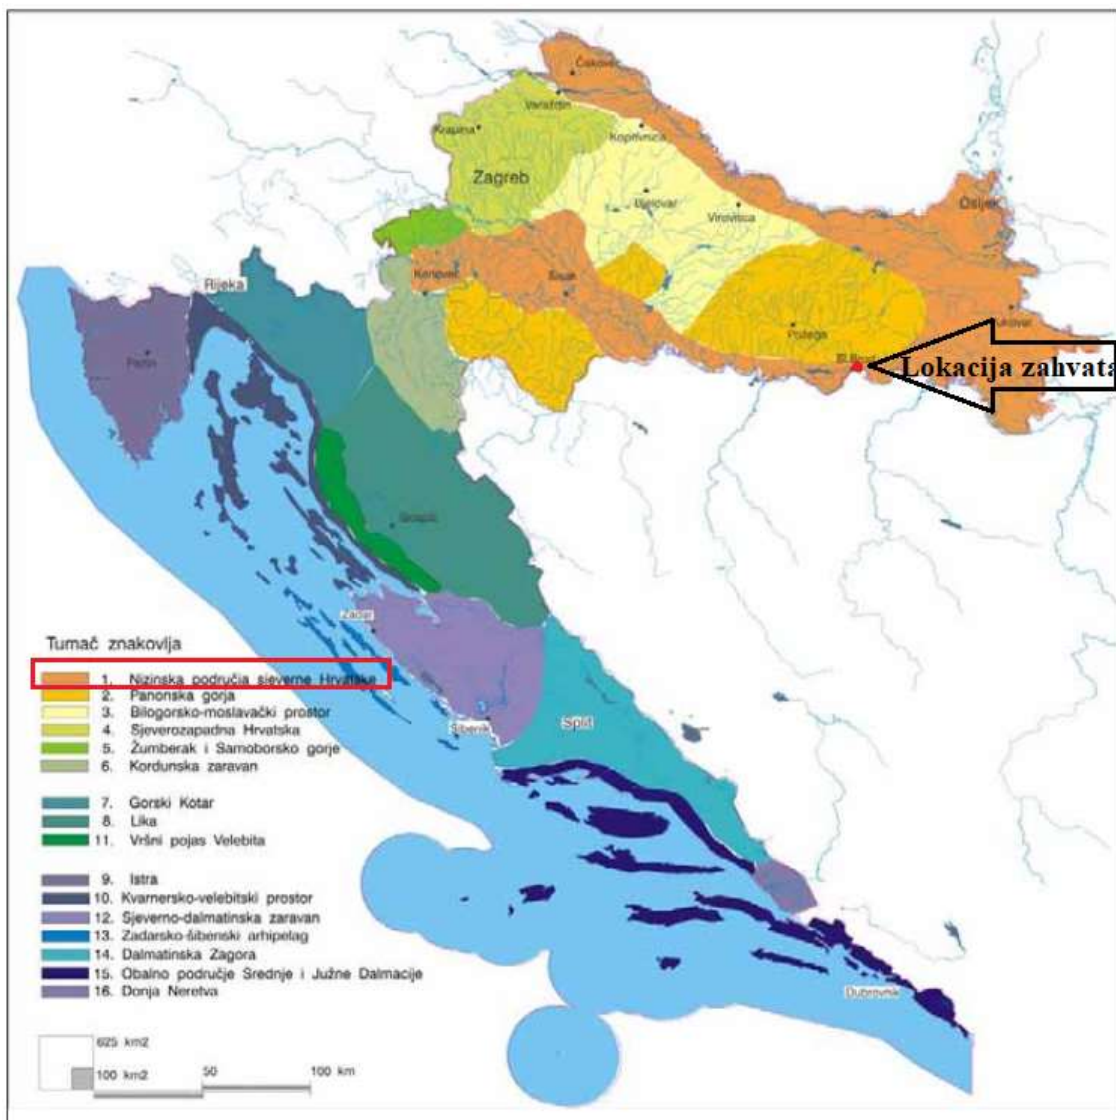 Čakovec
Varaždin
Krapina
Koprivnica
Zagreb
Bjelovar
Virovitica
Osijek
Rijeka
Karlovac
Sisak
Požega
Vukovar
Sl.Brod
Lokacija zahvata
Pazin
Gospić
Zadar
Tumač znakovlja
1. Nizinska područja sjeverne Hrvatske
2. Panonska gorja
3. Bilogorsko-moslavački prostor
4. Sjeverozapadna Hrvatska
5. Žumberak i Samoborsko gorje
6. Kordunska zaravan
Šibenik
Split
7. Gorski Kotar
8. Lika
11. Vršni pojas Velebita
9. Istra
10. Kvarnersko-velebitski prostor
12. Sjeverno-dalmatinska zaravan
13. Zadarsko-šibenski arhipelag
14. Dalmatinska Zagora
15. Obalno područje Srednje i Južne Dalmacije
16. Donja Neretva
Dubrovnik
625 km2
100 km2
50
100 km